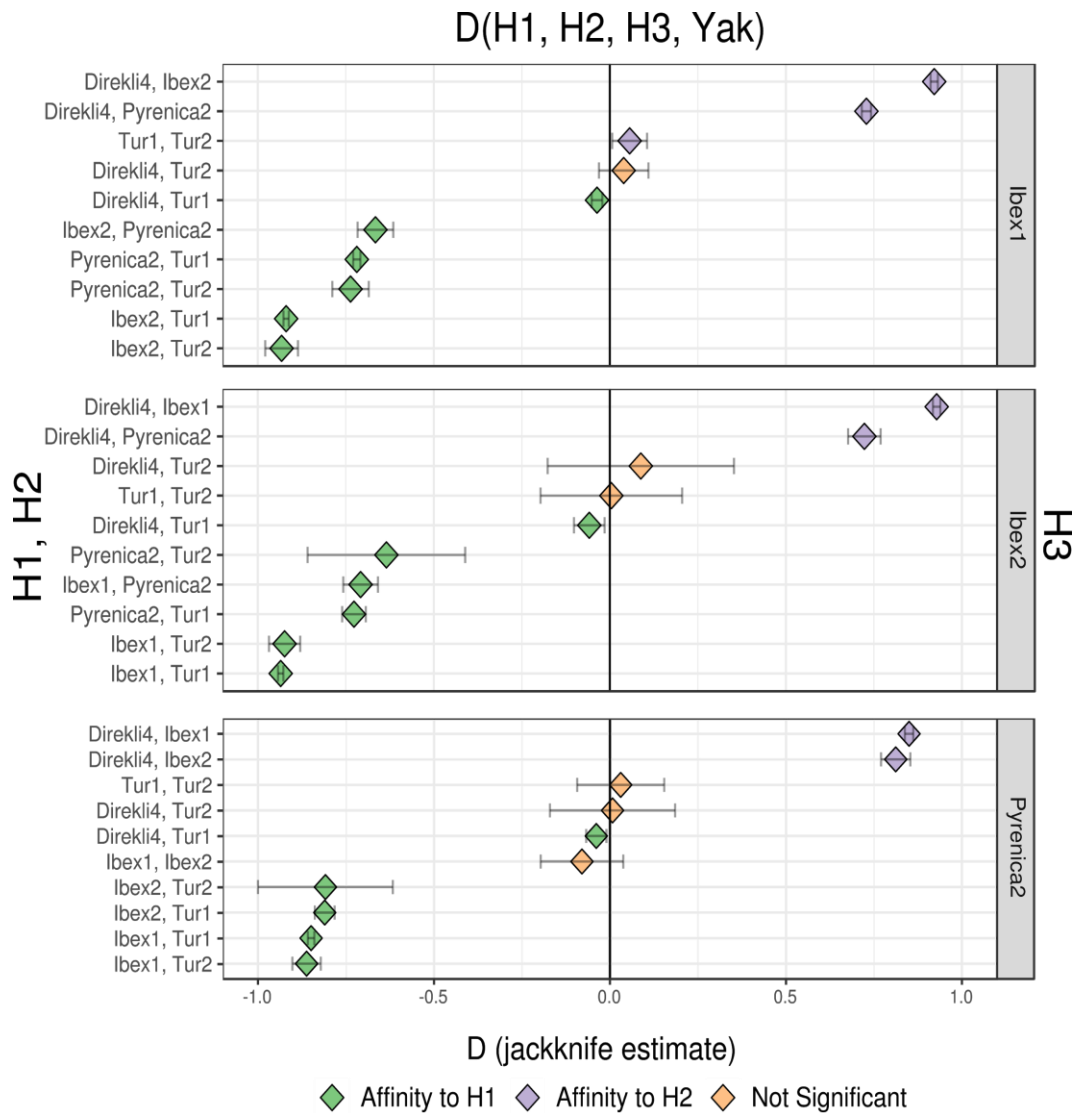 D(H1, H2, H3, Yak)
Direkli4, Ibex2
Direkli4, Pyrenica2
Tur1, Tur2
Direkli4, Tur2
Direkli4, Tur1
Ibex2, Pyrenica2
Pyrenica2, Tur1
Pyrenica2, Tur2
Ibex2, Tur1
Ibex2, Tur2
Ibex1
Direkli4, Ibex1
Direkli4, Pyrenica2
Direkli4, Tur2
Tur1, Tur2
Direkli4, Tur1
Pyrenica2, Tur2
Ibex1, Pyrenica2
Pyrenica2, Tur1
Ibex1, Tur2
Ibex1, Tur1
Ibex2
H1, H2
H3
Direkli4, Ibex1
Direkli4, Ibex2
Tur1, Tur2
Direkli4, Tur2
Direkli4, Tur1
Ibex1, Ibex2
Ibex2, Tur2
Ibex2, Tur1
Ibex1, Tur1
Ibex1, Tur2
Pyrenica2
-1.0 -0.5 0.0 0.5 1.0
D (jackknife estimate)
Affinity to H1 Affinity to H2 Not Significant